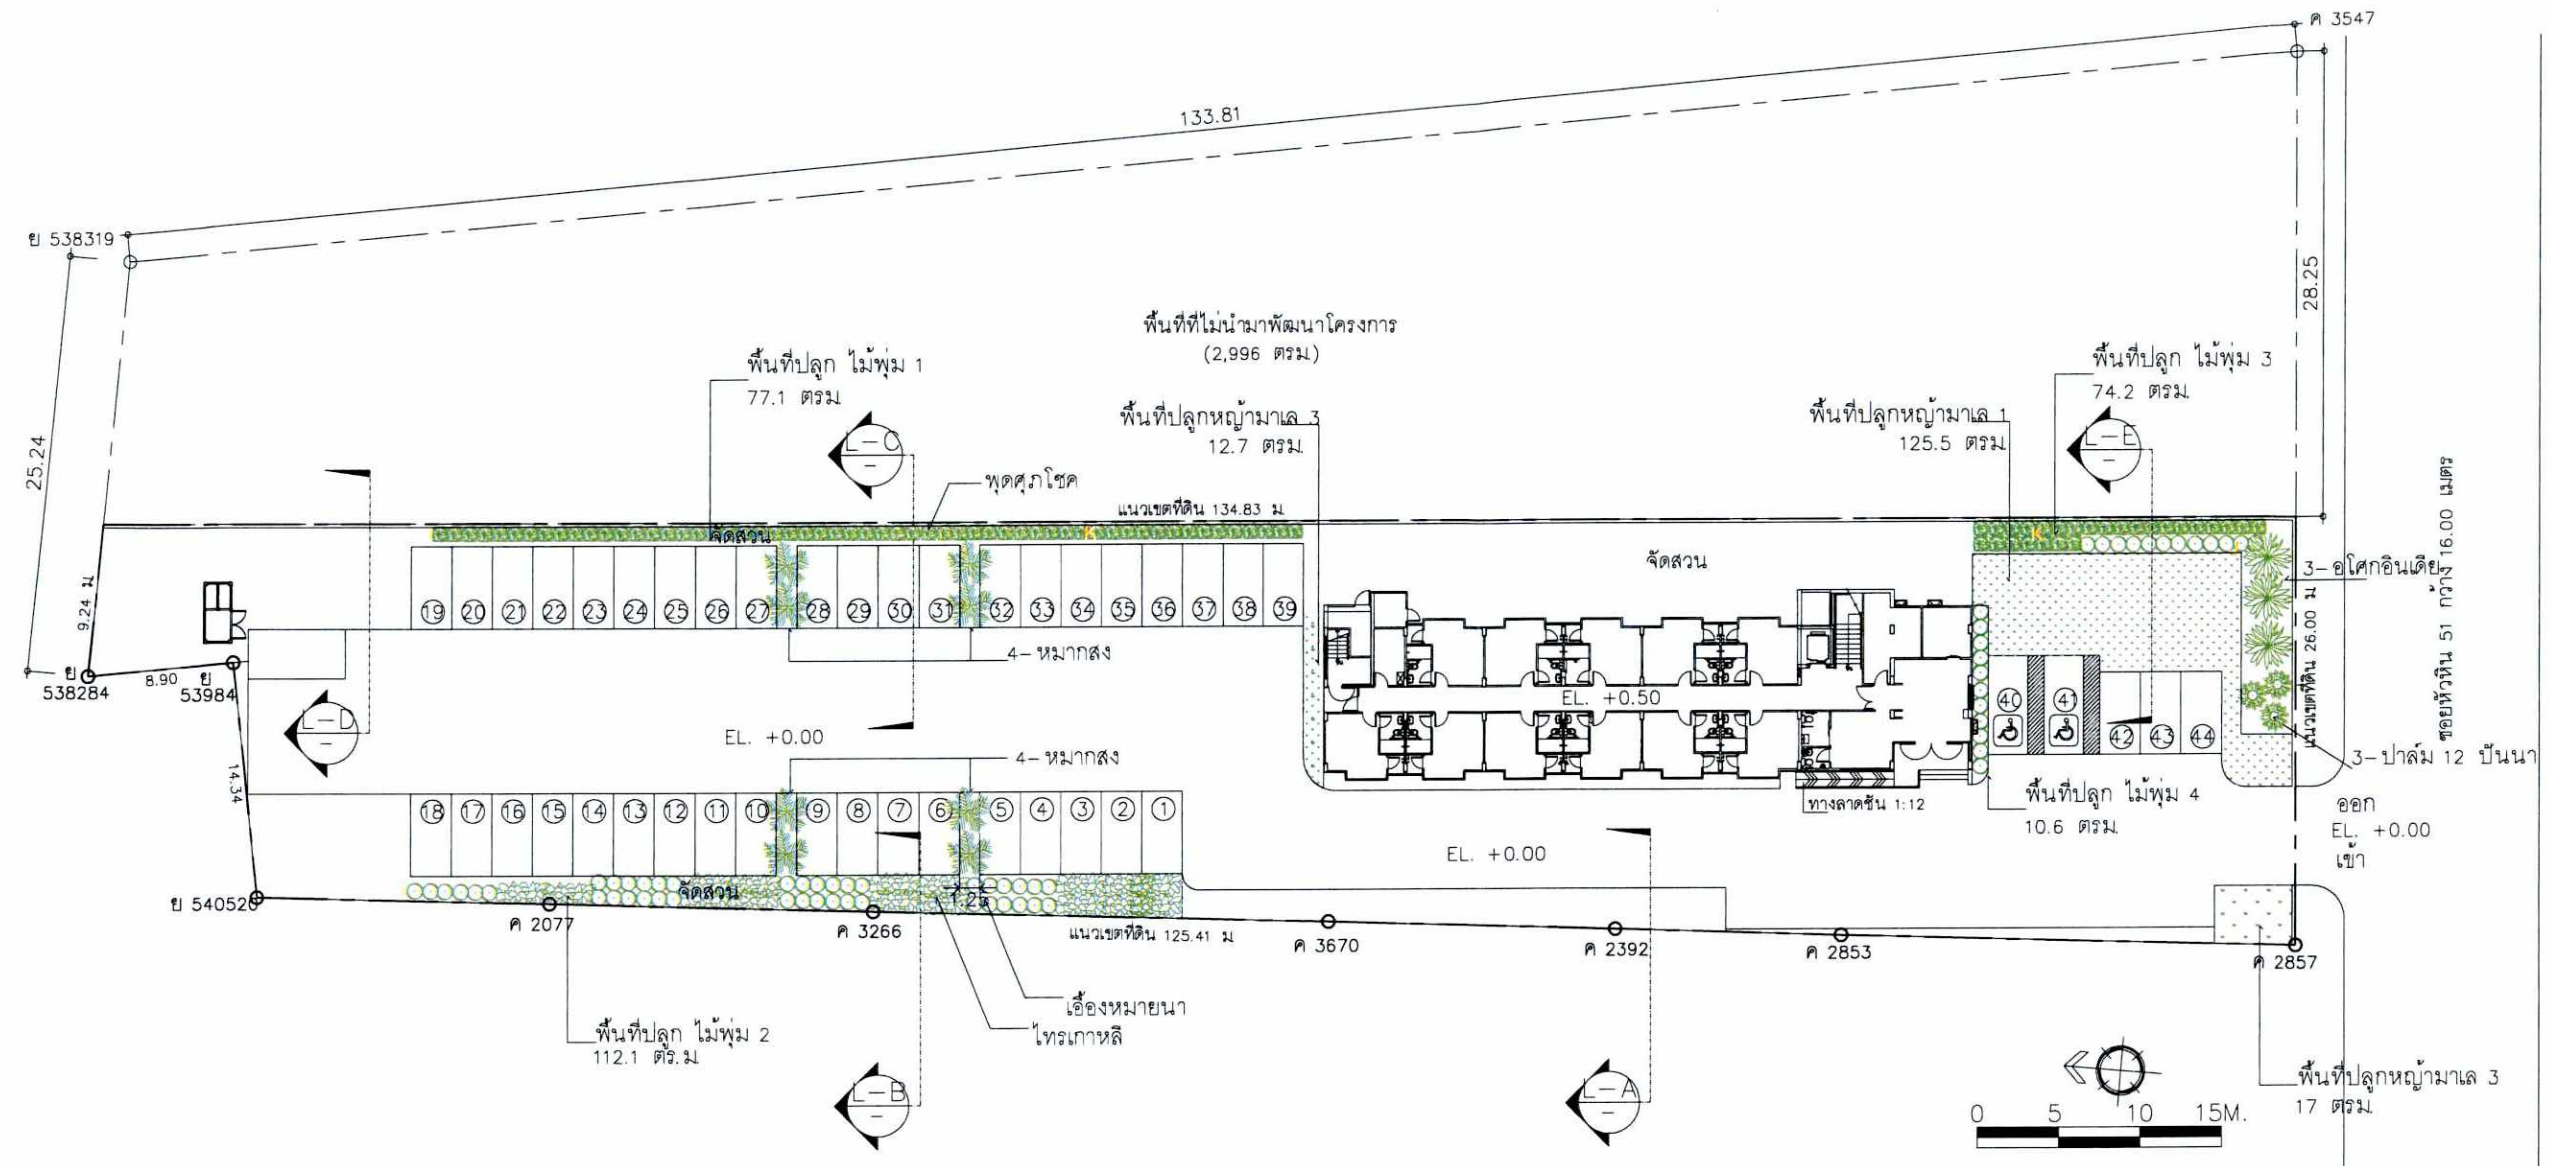 ค 3547
133.81
ย 538319
28.25
25.24
พื้นที่ที่ไม่นำมาพัฒนาโครงการ
(2,996 ตรม.)
พื้นที่ปลูก ไม้พุ่ม 1
77.1 ตรม.
พื้นที่ปลูก ไม้พุ่ม 3
74.2 ตรม.
พื้นที่ปลูกหญ้ามาเล 3
12.7 ตรม.
พื้นที่ปลูกหญ้ามาเล 1
125.5 ตรม.
L-C
L-E
พุดศุภโชค
แนวเขตที่ดิน 134.83 ม
จัดสวน
K
K
จัดสวน
3-อโศกอินเดีย
ซอยหัวหิน 51 กว้าง 16.00 เมตร
9.24 ม
19 20 21 22 23 24 25 26 27 28 29 30 31 32 33 34 35 36 37 38 39
แนวเขตที่ดิน 26.00 ม
4-หมากสง
ย 538284
8.90
ย 53984
EL. +0.50
40 41 42 43 44
L-D
EL. +0.00
4-หมากสง
3-ปาล์ม 12 ปันนา
14.34
18 17 16 15 14 13 12 11 10 9 8 7 6 5 4 3 2 1
ทางลาดชัน 1:12
พื้นที่ปลูก ไม้พุ่ม 4
10.6 ตรม.
ออก
EL. +0.00
เข้า
EL. +0.00
จัดสวน
1.25
ย 540520
ค 2077
ค 3266
แนวเขตที่ดิน 125.41 ม
ค 3670
ค 2392
ค 2853
ค 2857
เอื้องหมายนา
ไทรเกาหลี
พื้นที่ปลูก ไม้พุ่ม 2
112.1 ตร.ม.
L-B
L-A
พื้นที่ปลูกหญ้ามาเล 3
17 ตรม.
0 5 10 15M.